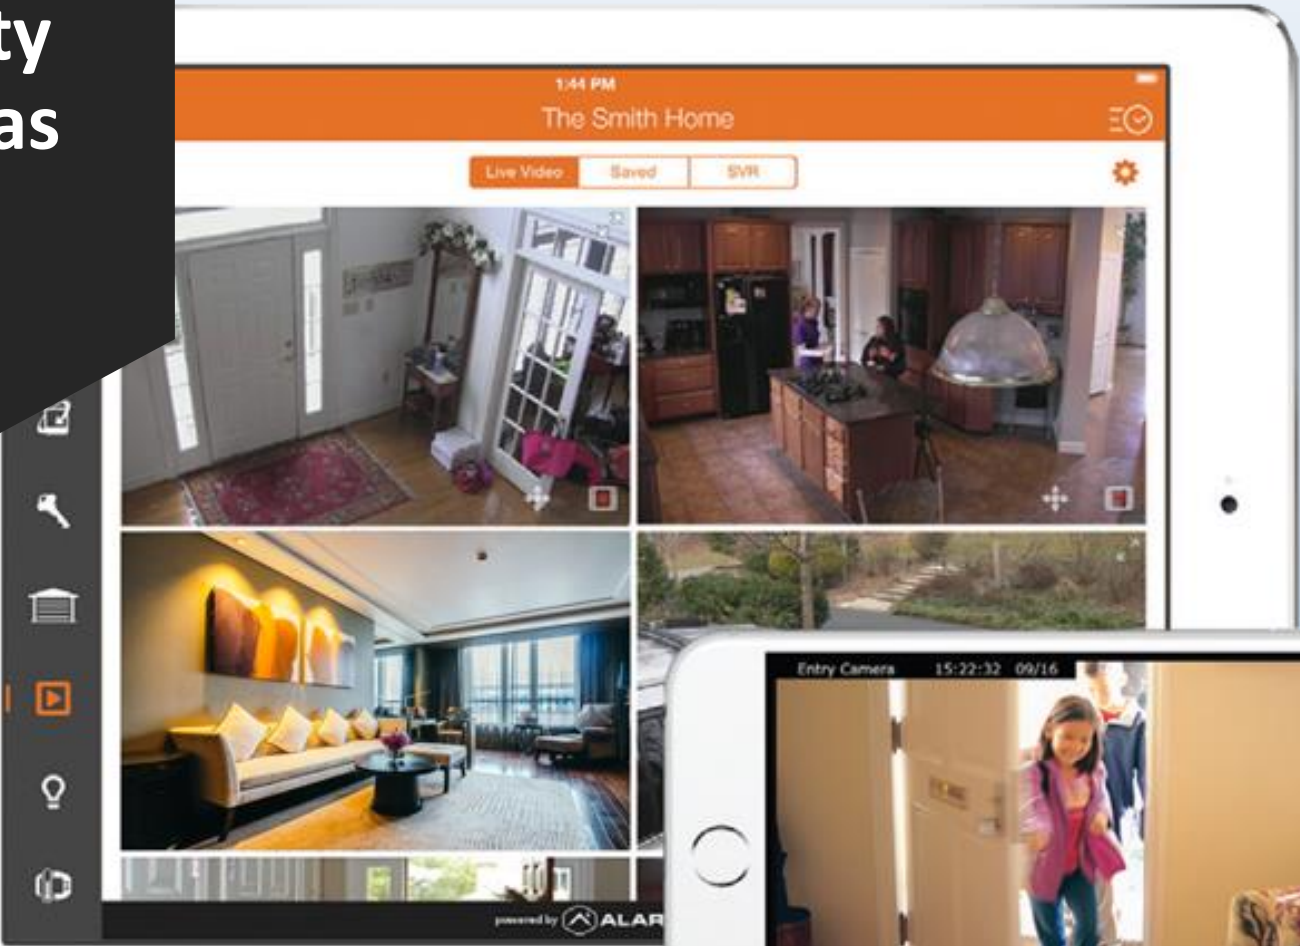 ty
as
1:44 PM
The Smith Home
Live Video Saved SVR
Entry Camera 15:22:32 09/16
powered by ALAR